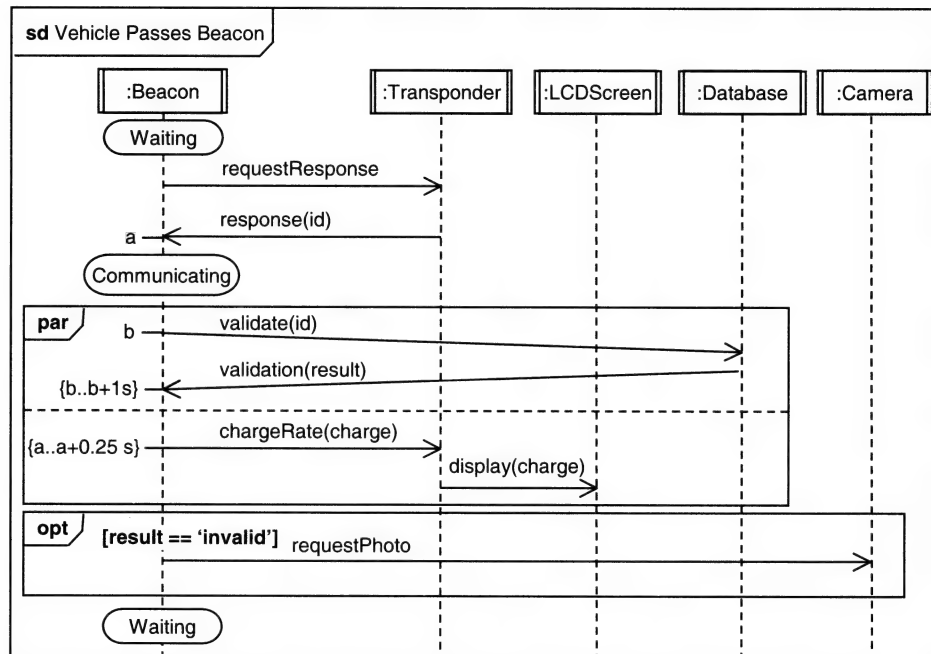 sd Vehicle Passes Beacon
:Beacon :Transponder :LCDScreen :Database :Camera
Waiting
requestResponse
response(id)
a
Communicating
par
b
validate(id)
validation(result)
{b..b+1s}
{a..a+0.25 s}
chargeRate(charge)
display(charge)
opt
[result == ‘invalid’]
requestPhoto
Waiting